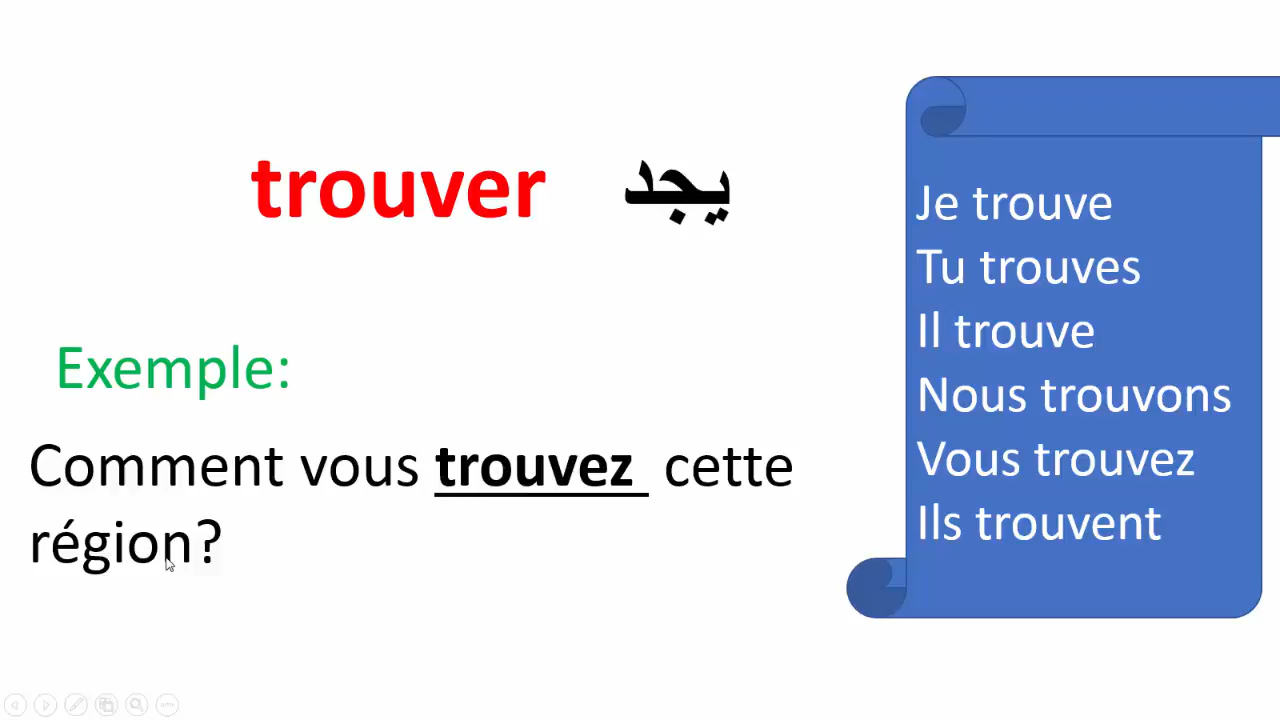 trouver يجد
Exemple:
Comment vous trouvez cette
région?
Je trouve
Tu trouves
Il trouve
Nous trouvons
Vous trouvez
Ils trouvent